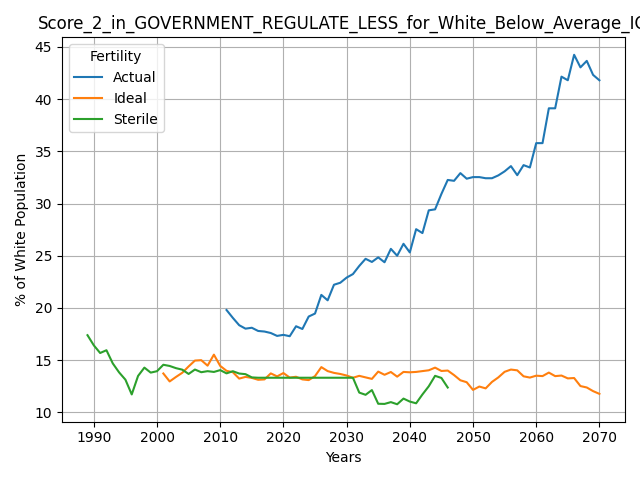 Score_2_in_GOVERNMENT_REGULATE_LESS_for_White_Below_Average_IQ
Fertility
Actual
Ideal
Sterile
% of White Population
45
40
35
30
25
20
15
10
1990 2000 2010 2020 2030 2040 2050 2060 2070
Years